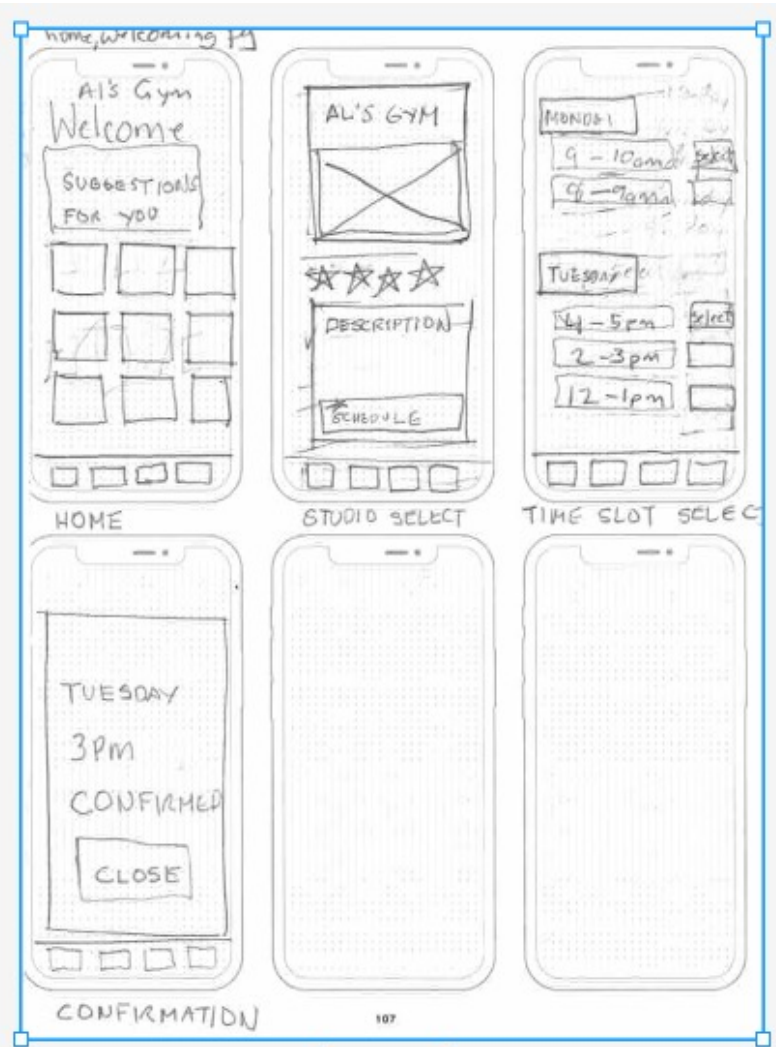 home, welcoming pg
Al's Gym
Welcome
SUGGESTIONS
FOR YOU
HOME
AL'S GYM
DESCRIPTION
SCHEDULE
STUDIO SELECT
MONDAY
9 - 10am select
TUESDAY
4 - 5pm select
2 - 3pm
12 - 1pm
TIME SLOT SELEC
TUESDAY
3pm
CONFIRMED
CLOSE
CONFIRMATION
107